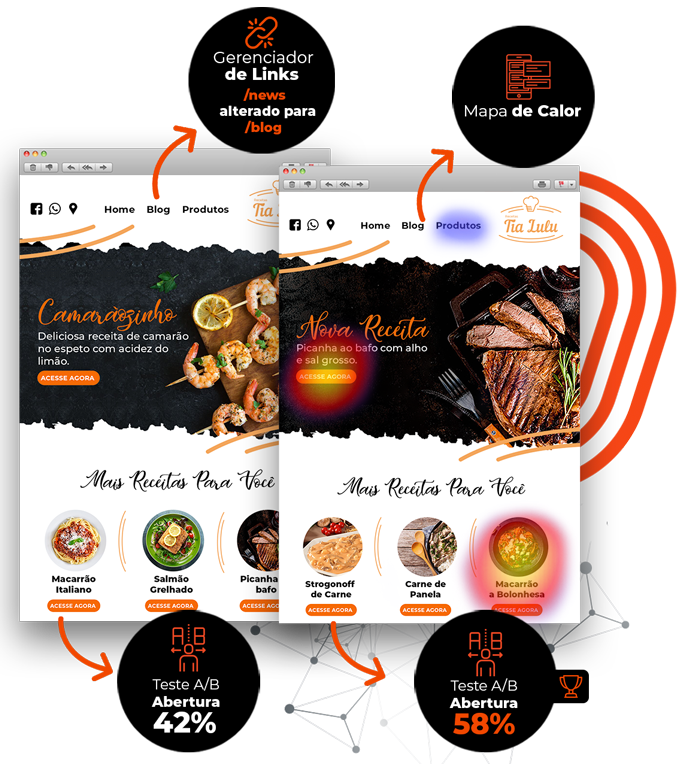 Gerenciador
de Links
/news
alterado para
/blog
Mapa de Calor
Home Blog Produtos
Tia Lulu
Camarãozinho
Deliciosa receita de camarão
no espeto com acidez do
limão.
ACESSE AGORA
Mais Receitas Para Você
Macarrão
Italiano
ACESSE AGORA
Salmão
Grelhado
ACESSE AGORA
Picanha
bafo
ACESSE
Home Blog Produtos
Tia Lulu
Nova Receita
Picanha ao bafo com alho
e sal grosso.
ACESSE AGORA
Mais Receitas Para Você
Strogonoff
de Carne
ACESSE AGORA
Carne de
Panela
ACESSE AGORA
Macarrão
a Bolonhesa
ACESSE AGORA
A B
Teste A/B
Abertura
42%
A B
Teste A/B
Abertura
58%